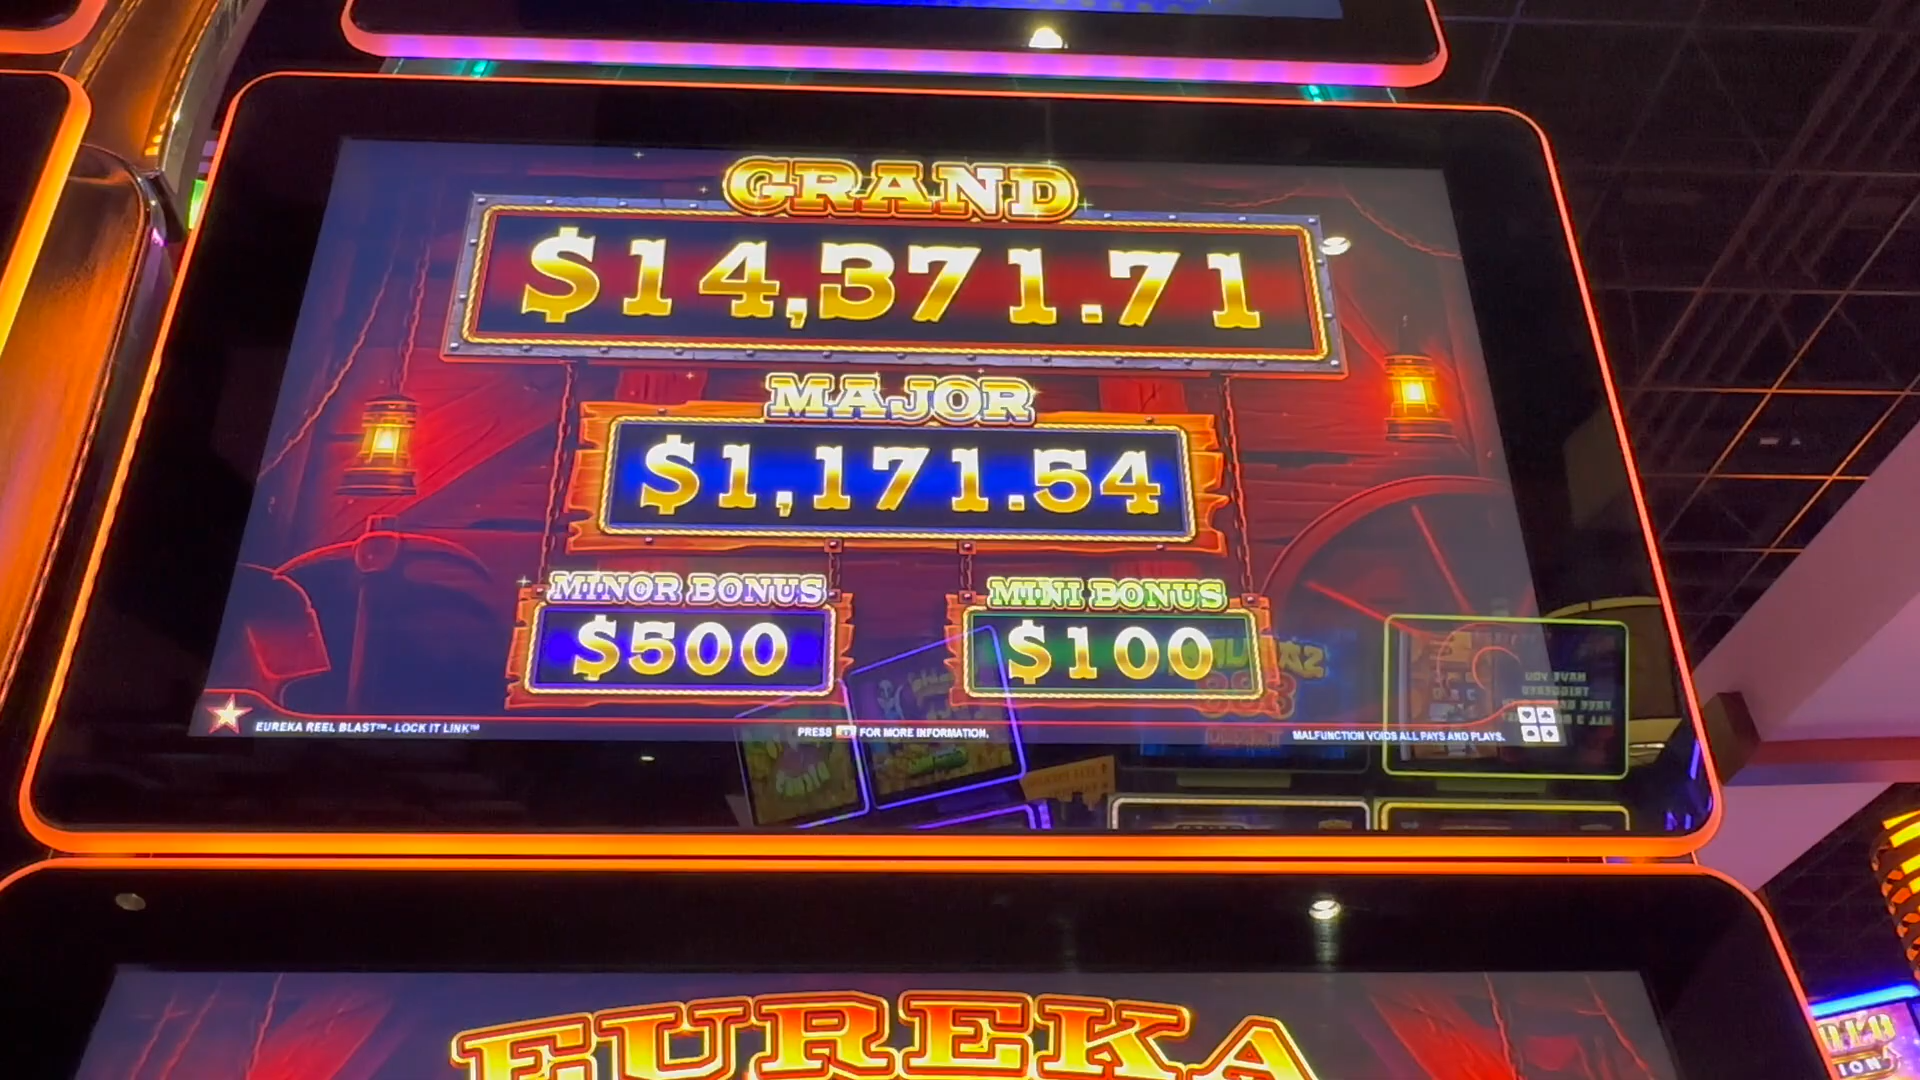 GRAND
$14,371.71
MAJOR
$1,171.54
MINOR BONUS
$500
MINI BONUS
$100
EUREKA REEL BLAST™ - LOCK IT LINK™
PRESS FOR MORE INFORMATION.
MALFUNCTION VOIDS ALL PAYS AND PLAYS.
EUREKA